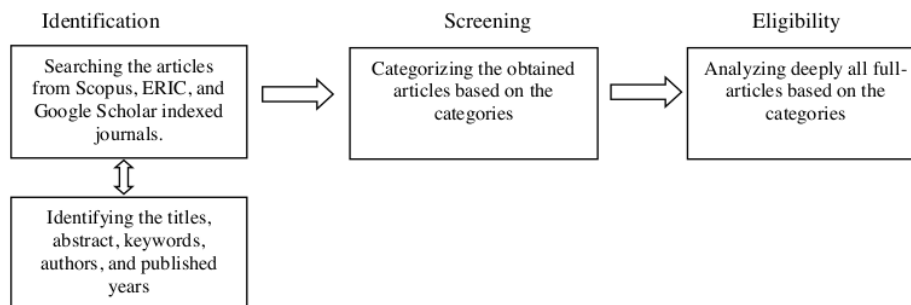 Identification
Searching the articles
from Scopus, ERIC, and
Google Scholar indexed
journals.
Identifying the titles,
abstract, keywords,
authors, and published
years
Screening
Categorizing the obtained
articles based on the
categories
Eligibility
Analyzing deeply all full-
articles based on the
categories